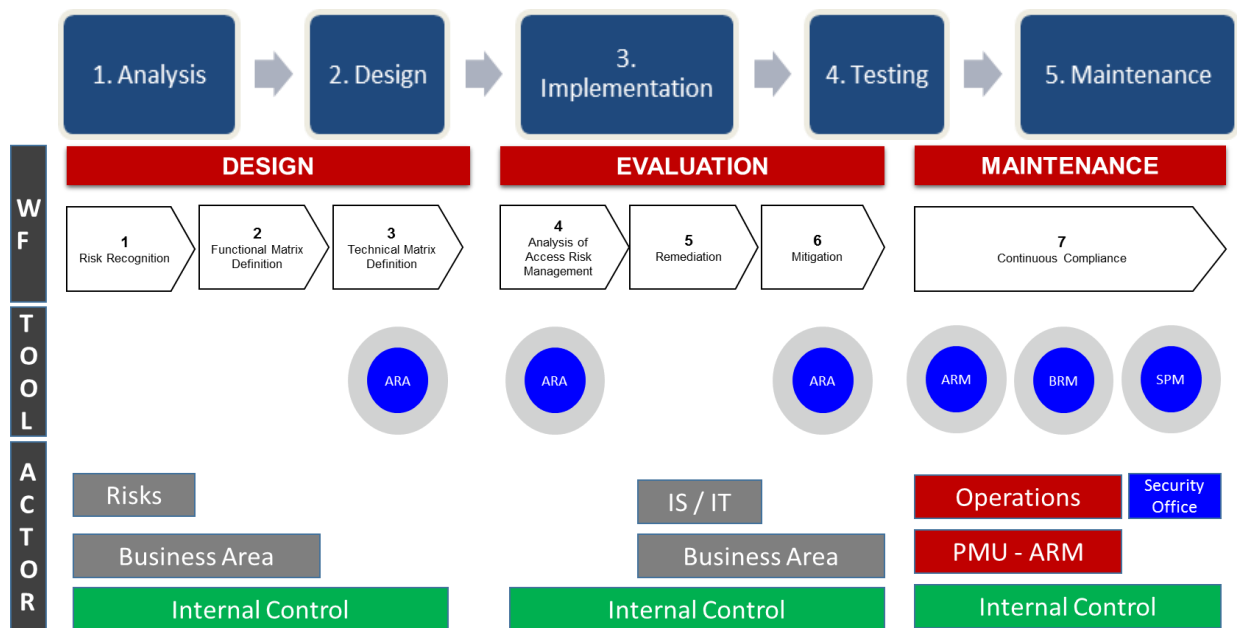 1. Analysis
2. Design
3.
Implementation
4. Testing
5. Maintenance
WF
DESIGN
EVALUATION
MAINTENANCE
1
Risk Recognition
2
Functional Matrix
Definition
3
Technical Matrix
Definition
4
Analysis of
Access Risk
Management
5
Remediation
6
Mitigation
7
Continuous Compliance
TOOL
ARA
ARA
ARA
ARM
BRM
SPM
ACTOR
Risks
IS / IT
Operations
Security
Office
Business Area
Business Area
PMU - ARM
Internal Control
Internal Control
Internal Control